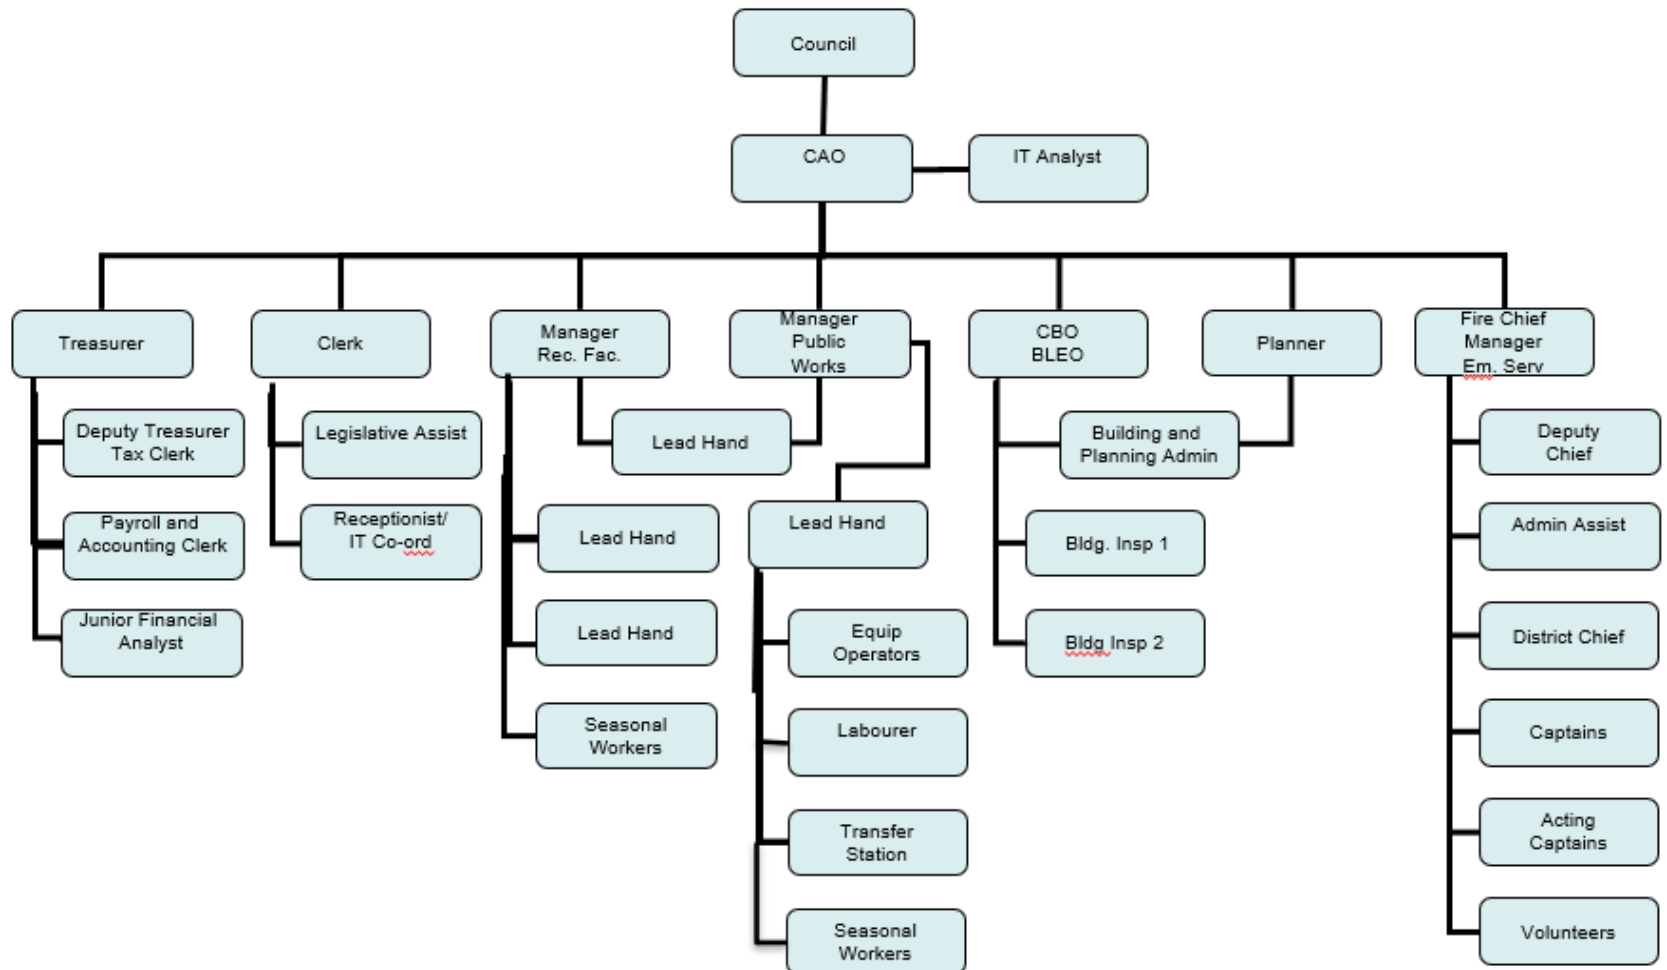 Council
CAO
IT Analyst
Treasurer
Clerk
Manager
Rec. Fac.
Manager
Public
Works
CBO
BLEO
Planner
Fire Chief
Manager
Em. Serv
Deputy Treasurer
Tax Clerk
Payroll and
Accounting Clerk
Junior Financial
Analyst
Legislative Assist
Receptionist/
IT Co-ord
Lead Hand
Lead Hand
Lead Hand
Seasonal
Workers
Lead Hand
Equip
Operators
Labourer
Transfer
Station
Seasonal
Workers
Building and
Planning Admin
Bldg. Insp 1
Bldg Insp 2
Deputy
Chief
Admin Assist
District Chief
Captains
Acting
Captains
Volunteers